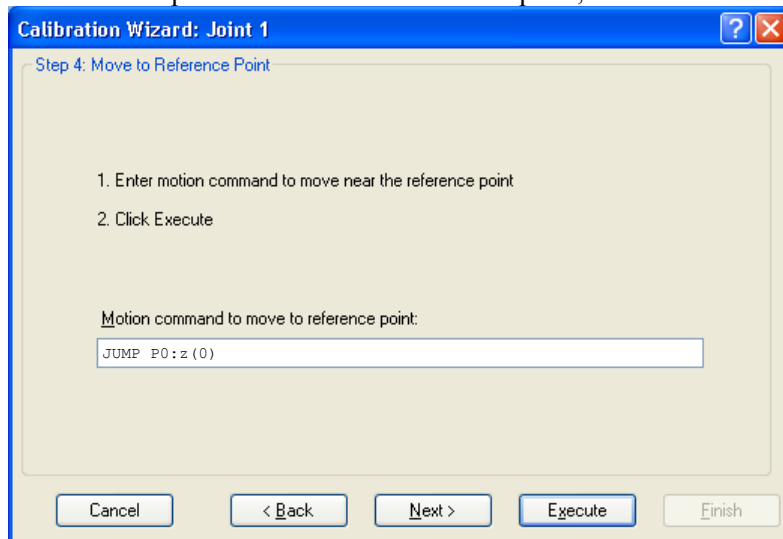 Calibration Wizard: Joint 1
Step 4: Move to Reference Point
1. Enter motion command to move near the reference point
2. Click Execute
Motion command to move to reference point:
JUMP P0:z(0)
Cancel < Back Next > Execute Finish